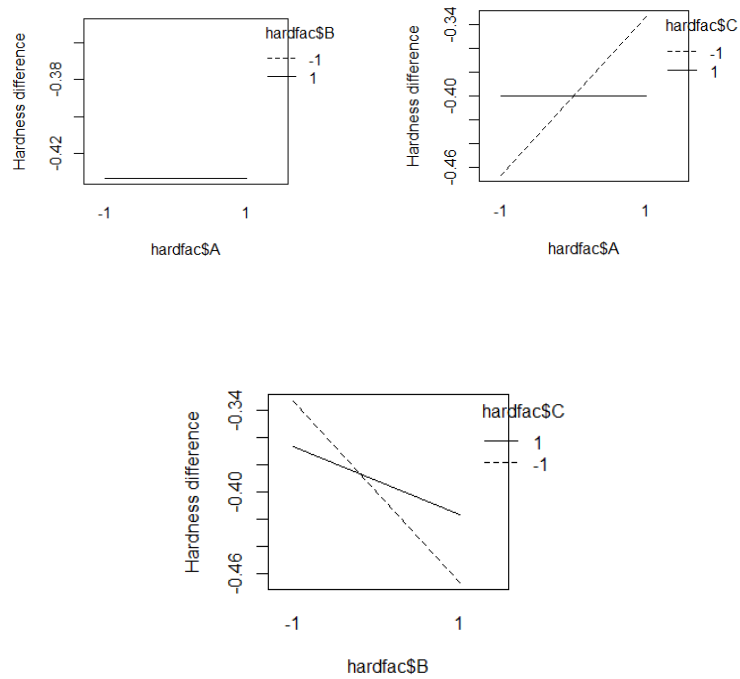 hardfac$B
-1
1
Hardness difference
-0.38
-0.42
-1
1
hardfac$A
hardfac$C
-1
1
Hardness difference
-0.34
-0.40
-0.46
-1
1
hardfac$A
hardfac$C
1
-1
Hardness difference
-0.34
-0.40
-0.46
-1
1
hardfac$B